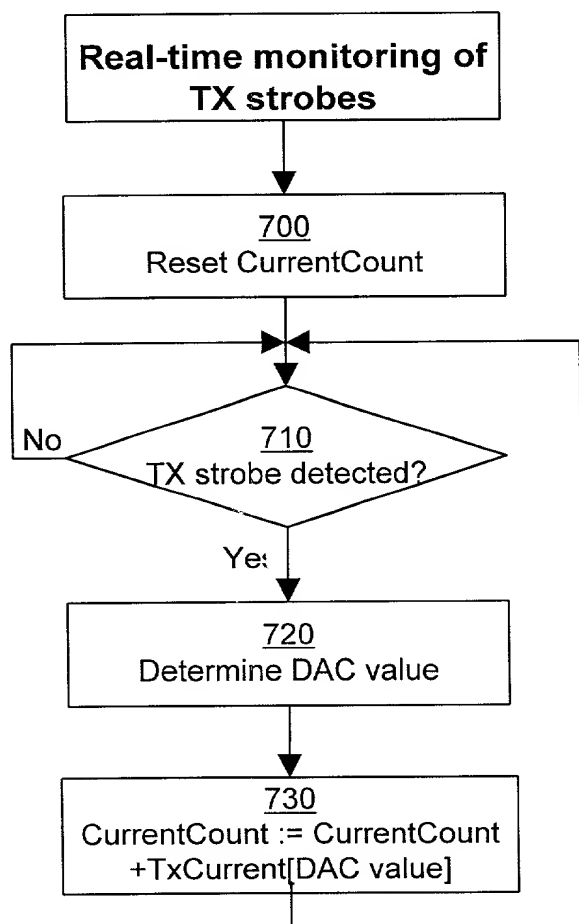 Real-time monitoring of
TX strobes
700
Reset CurrentCount
No
710
TX strobe detected?
Yes
720
Determine DAC value
730
CurrentCount := CurrentCount
+TxCurrent[DAC value]